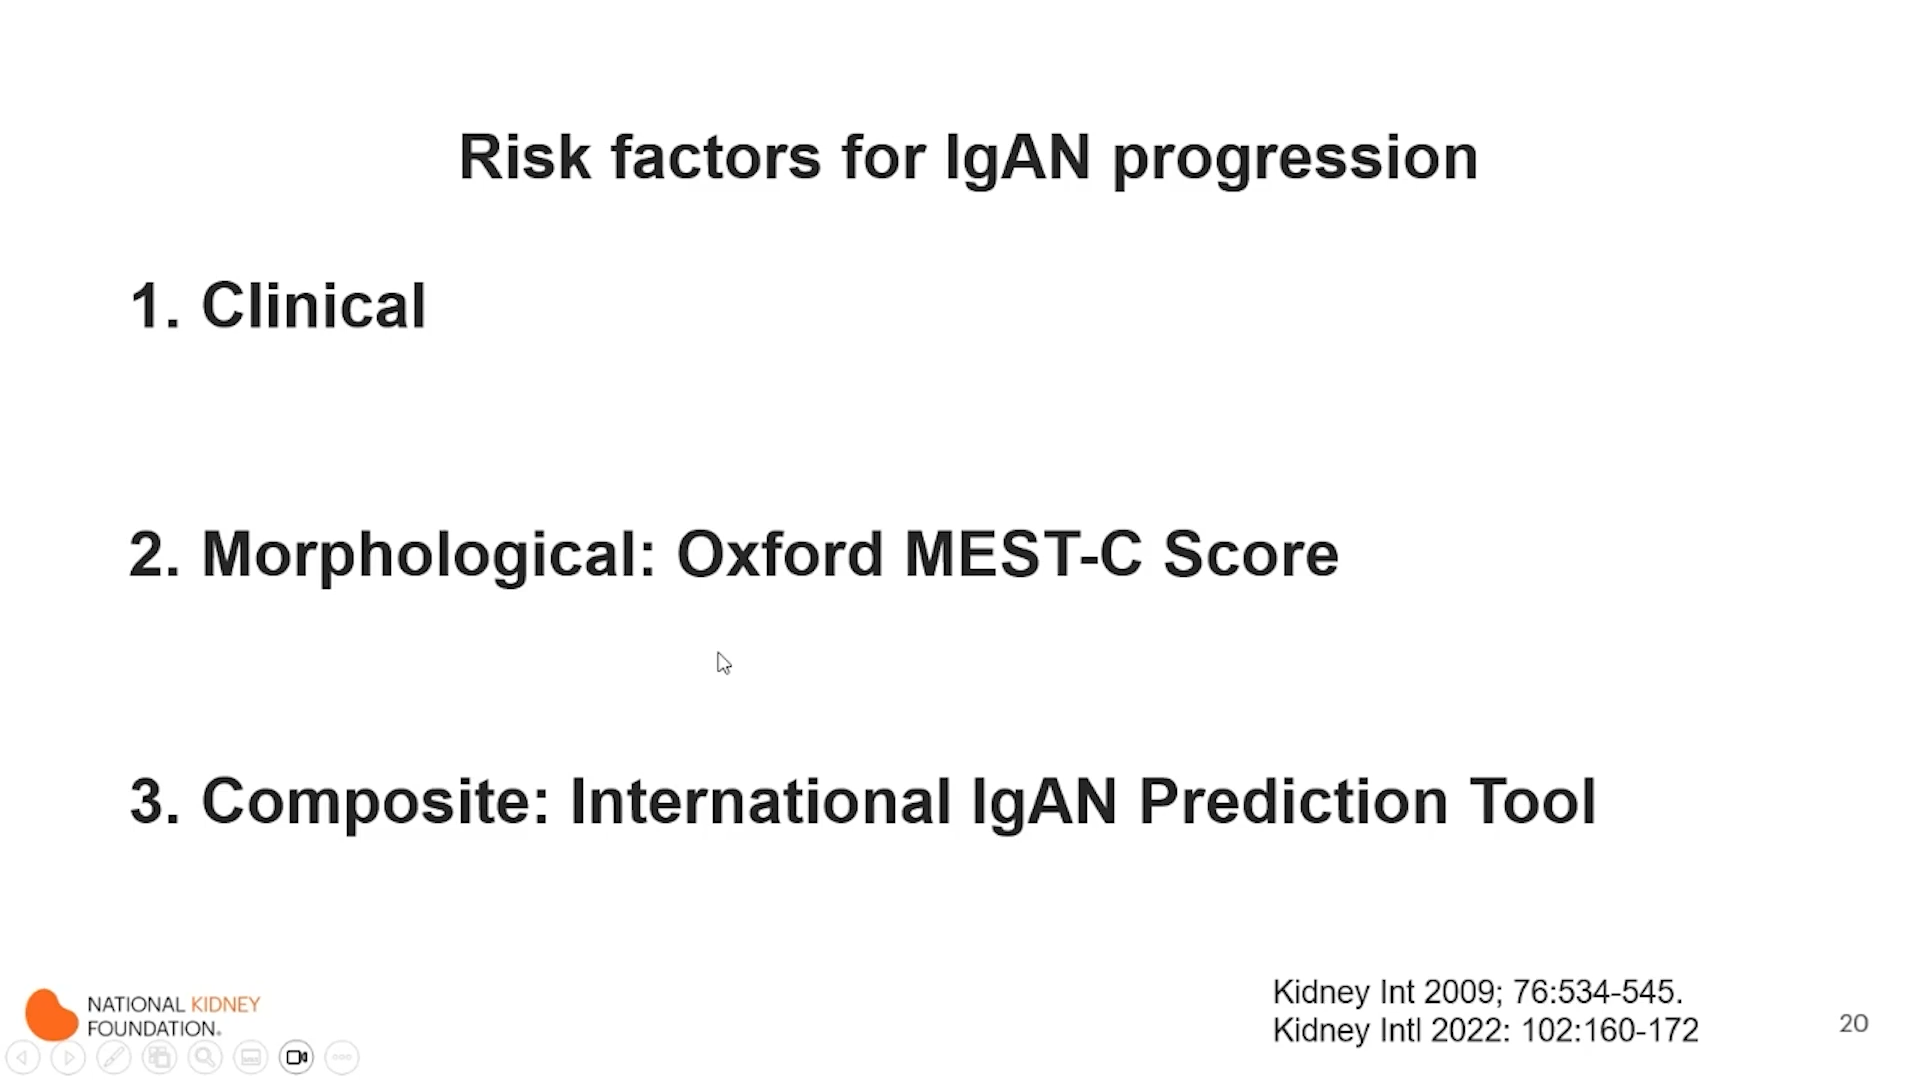 Risk factors for IgAN progression
1. Clinical
2. Morphological: Oxford MEST-C Score
3. Composite: International IgAN Prediction Tool
NATIONAL KIDNEY
FOUNDATION®
Kidney Int 2009; 76:534-545.
Kidney Intl 2022: 102:160-172
20